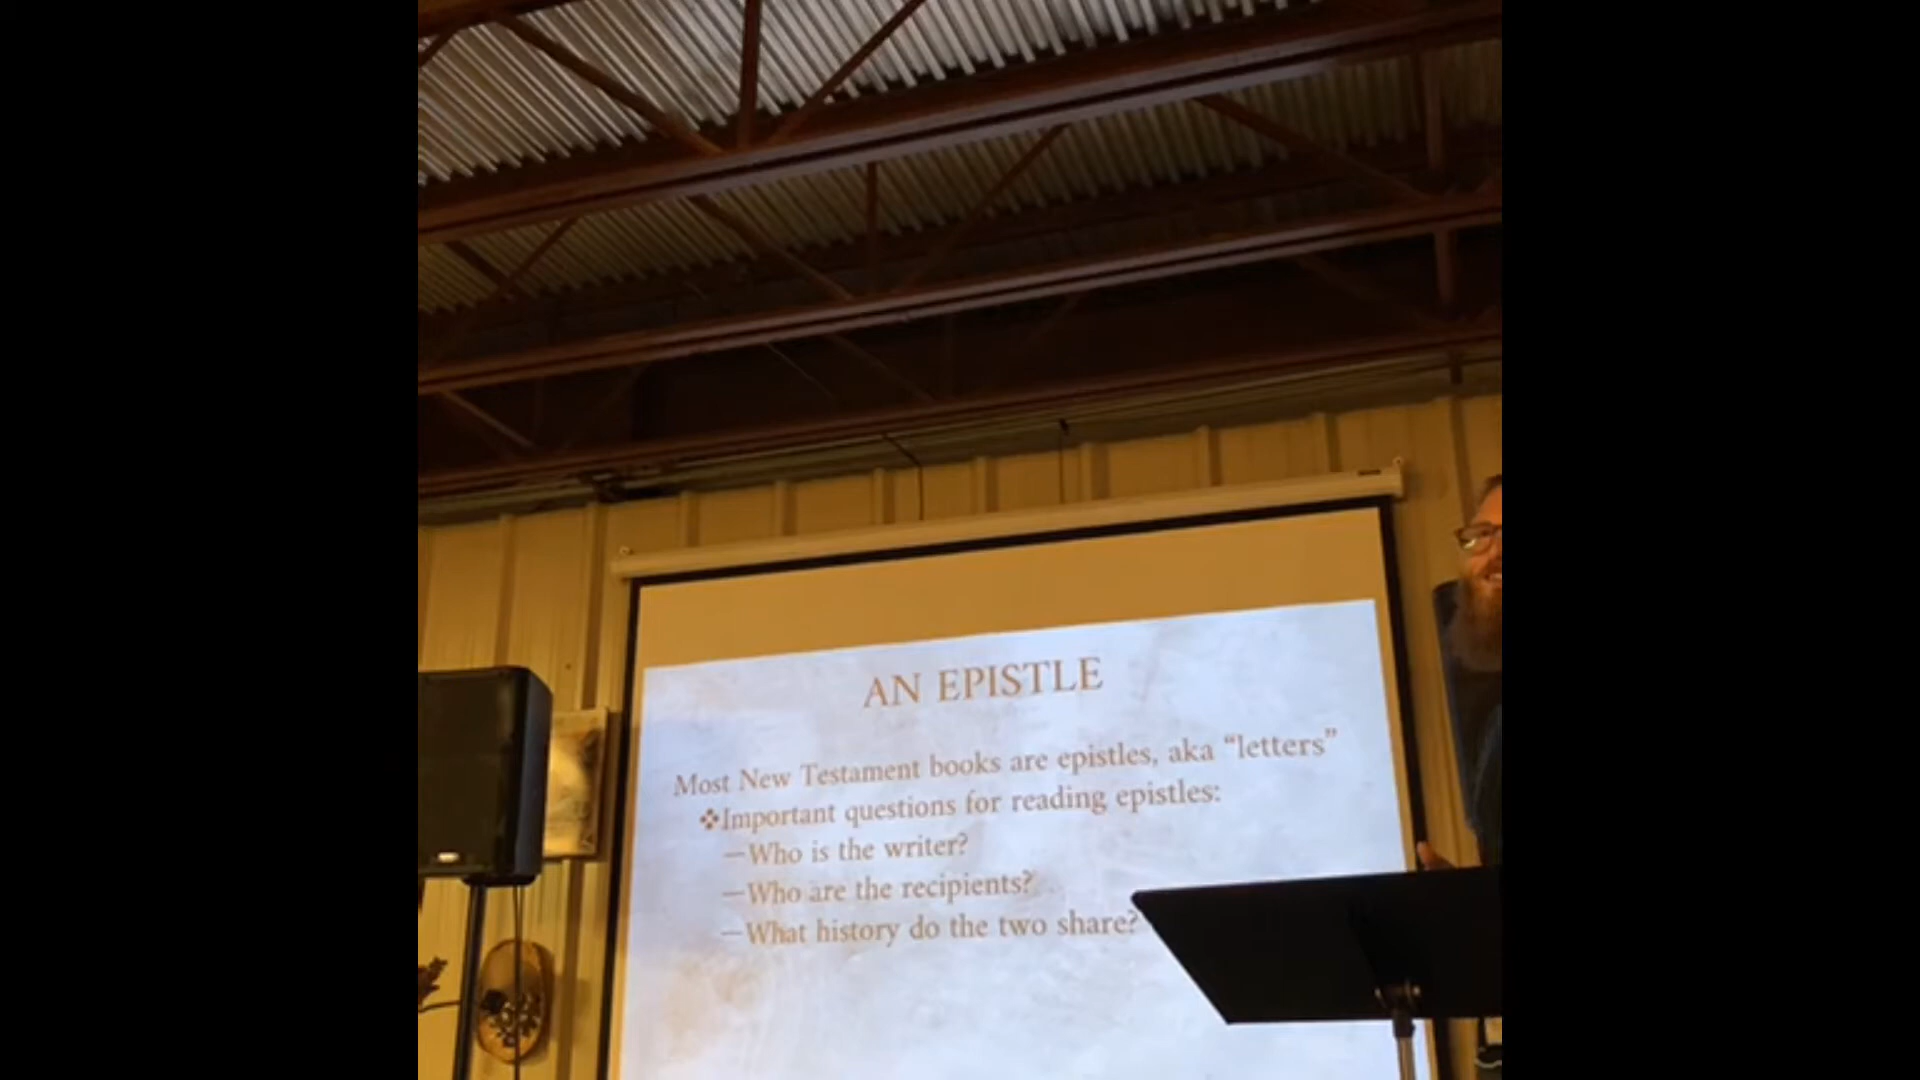 AN EPISTLE
Most New Testament books are epistles, aka “letters”
❖Important questions for reading epistles:
—Who is the writer?
—Who are the recipients?
—What history do the two share?